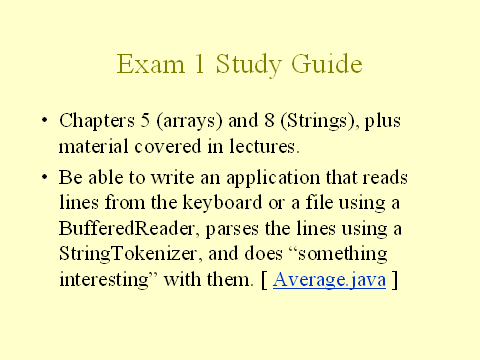 Exam 1 Study Guide
• Chapters 5 (arrays) and 8 (Strings), plus
material covered in lectures.
• Be able to write an application that reads
lines from the keyboard or a file using a
BufferedReader, parses the lines using a
StringTokenizer, and does “something
interesting” with them. [ Average.java ]